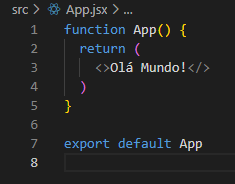 src > App.jsx > ...
1 function App() {
2   return (
3     <>Olá Mundo!</>
4   )
5 }
6
7 export default App
8